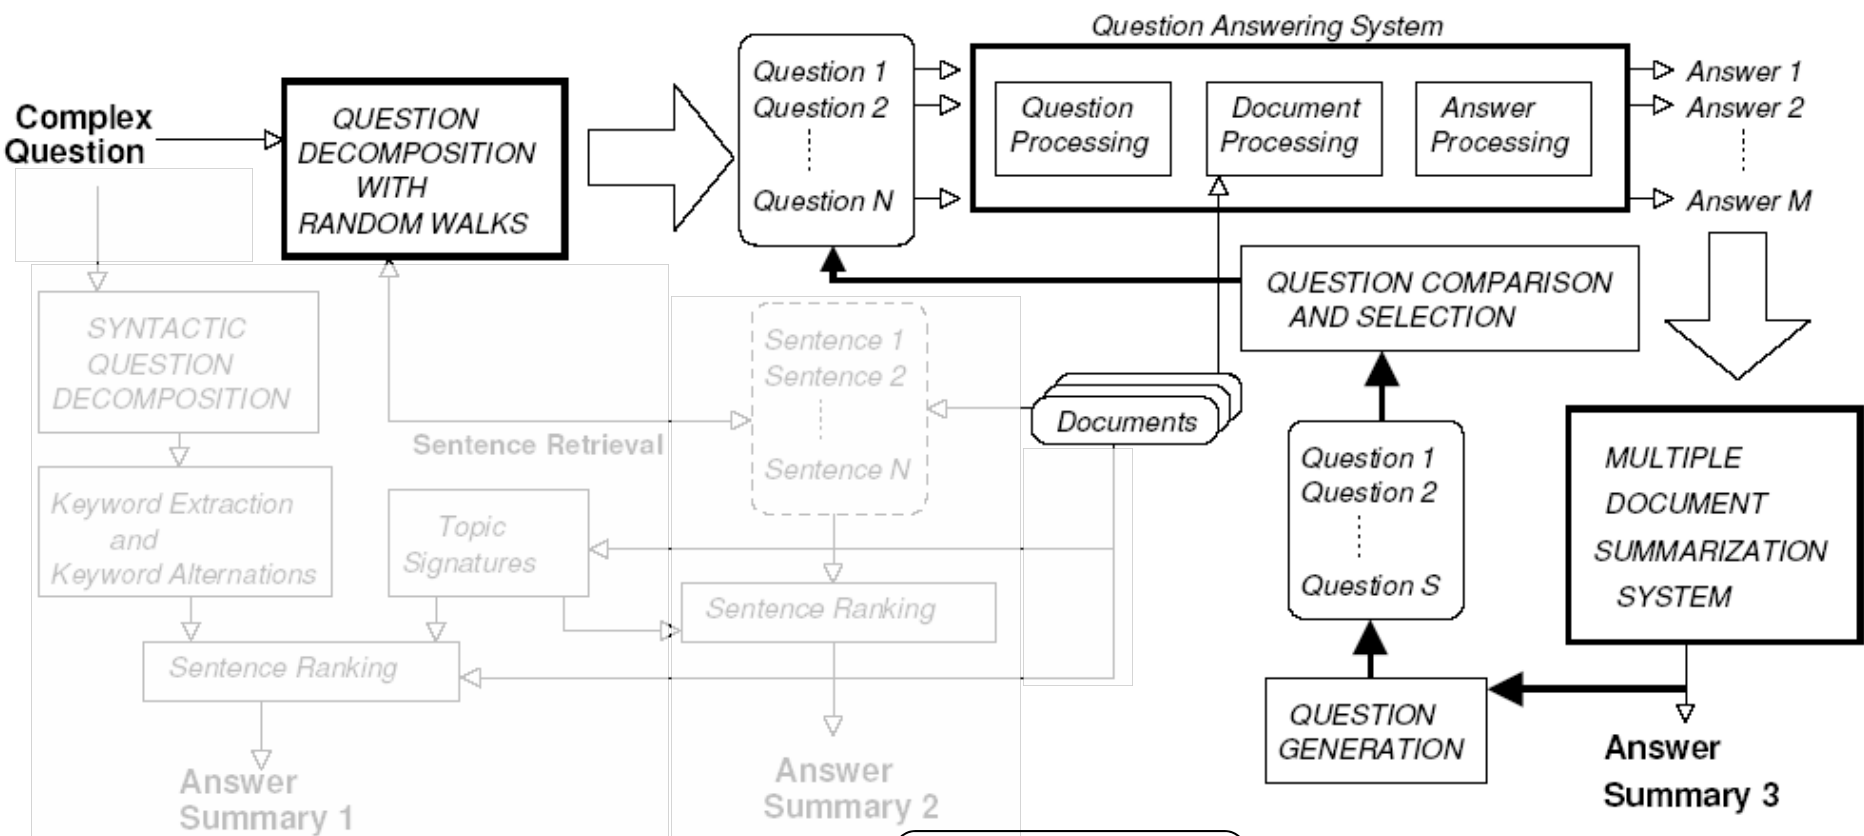 Question Answering System
Complex
Question
QUESTION
DECOMPOSITION
WITH
RANDOM WALKS
Question 1
Question 2
Question N
Question
Processing
Document
Processing
Answer
Processing
Answer 1
Answer 2
Answer M
QUESTION COMPARISON
AND SELECTION
SYNTACTIC
QUESTION
DECOMPOSITION
Sentence Retrieval
Sentence 1
Sentence 2
Sentence N
Documents
Question 1
Question 2
Question S
MULTIPLE
DOCUMENT
SUMMARIZATION
SYSTEM
Keyword Extraction
and
Keyword Alternations
Topic
Signatures
Sentence Ranking
Sentence Ranking
QUESTION
GENERATION
Answer
Summary 1
Answer
Summary 2
Answer
Summary 3